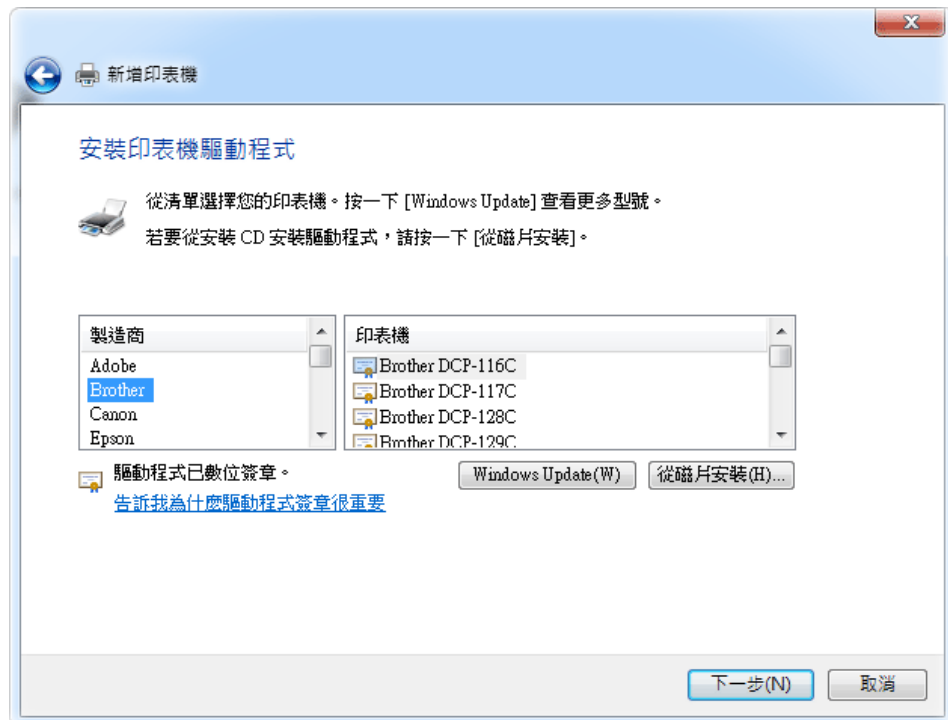 新增印表機
安裝印表機驅動程式
從清單選擇您的印表機。按一下 [Windows Update] 查看更多型號。
若要從安裝 CD 安裝驅動程式，請按一下 [從磁片安裝]。
製造商
Adobe
Brother
Canon
Epson
印表機
Brother DCP-116C
Brother DCP-117C
Brother DCP-128C
Brother DCP-129C
驅動程式已數位簽章。
告訴我為什麼驅動程式簽章很重要
Windows Update(W)
從磁片安裝(H)...
下一步(N)
取消